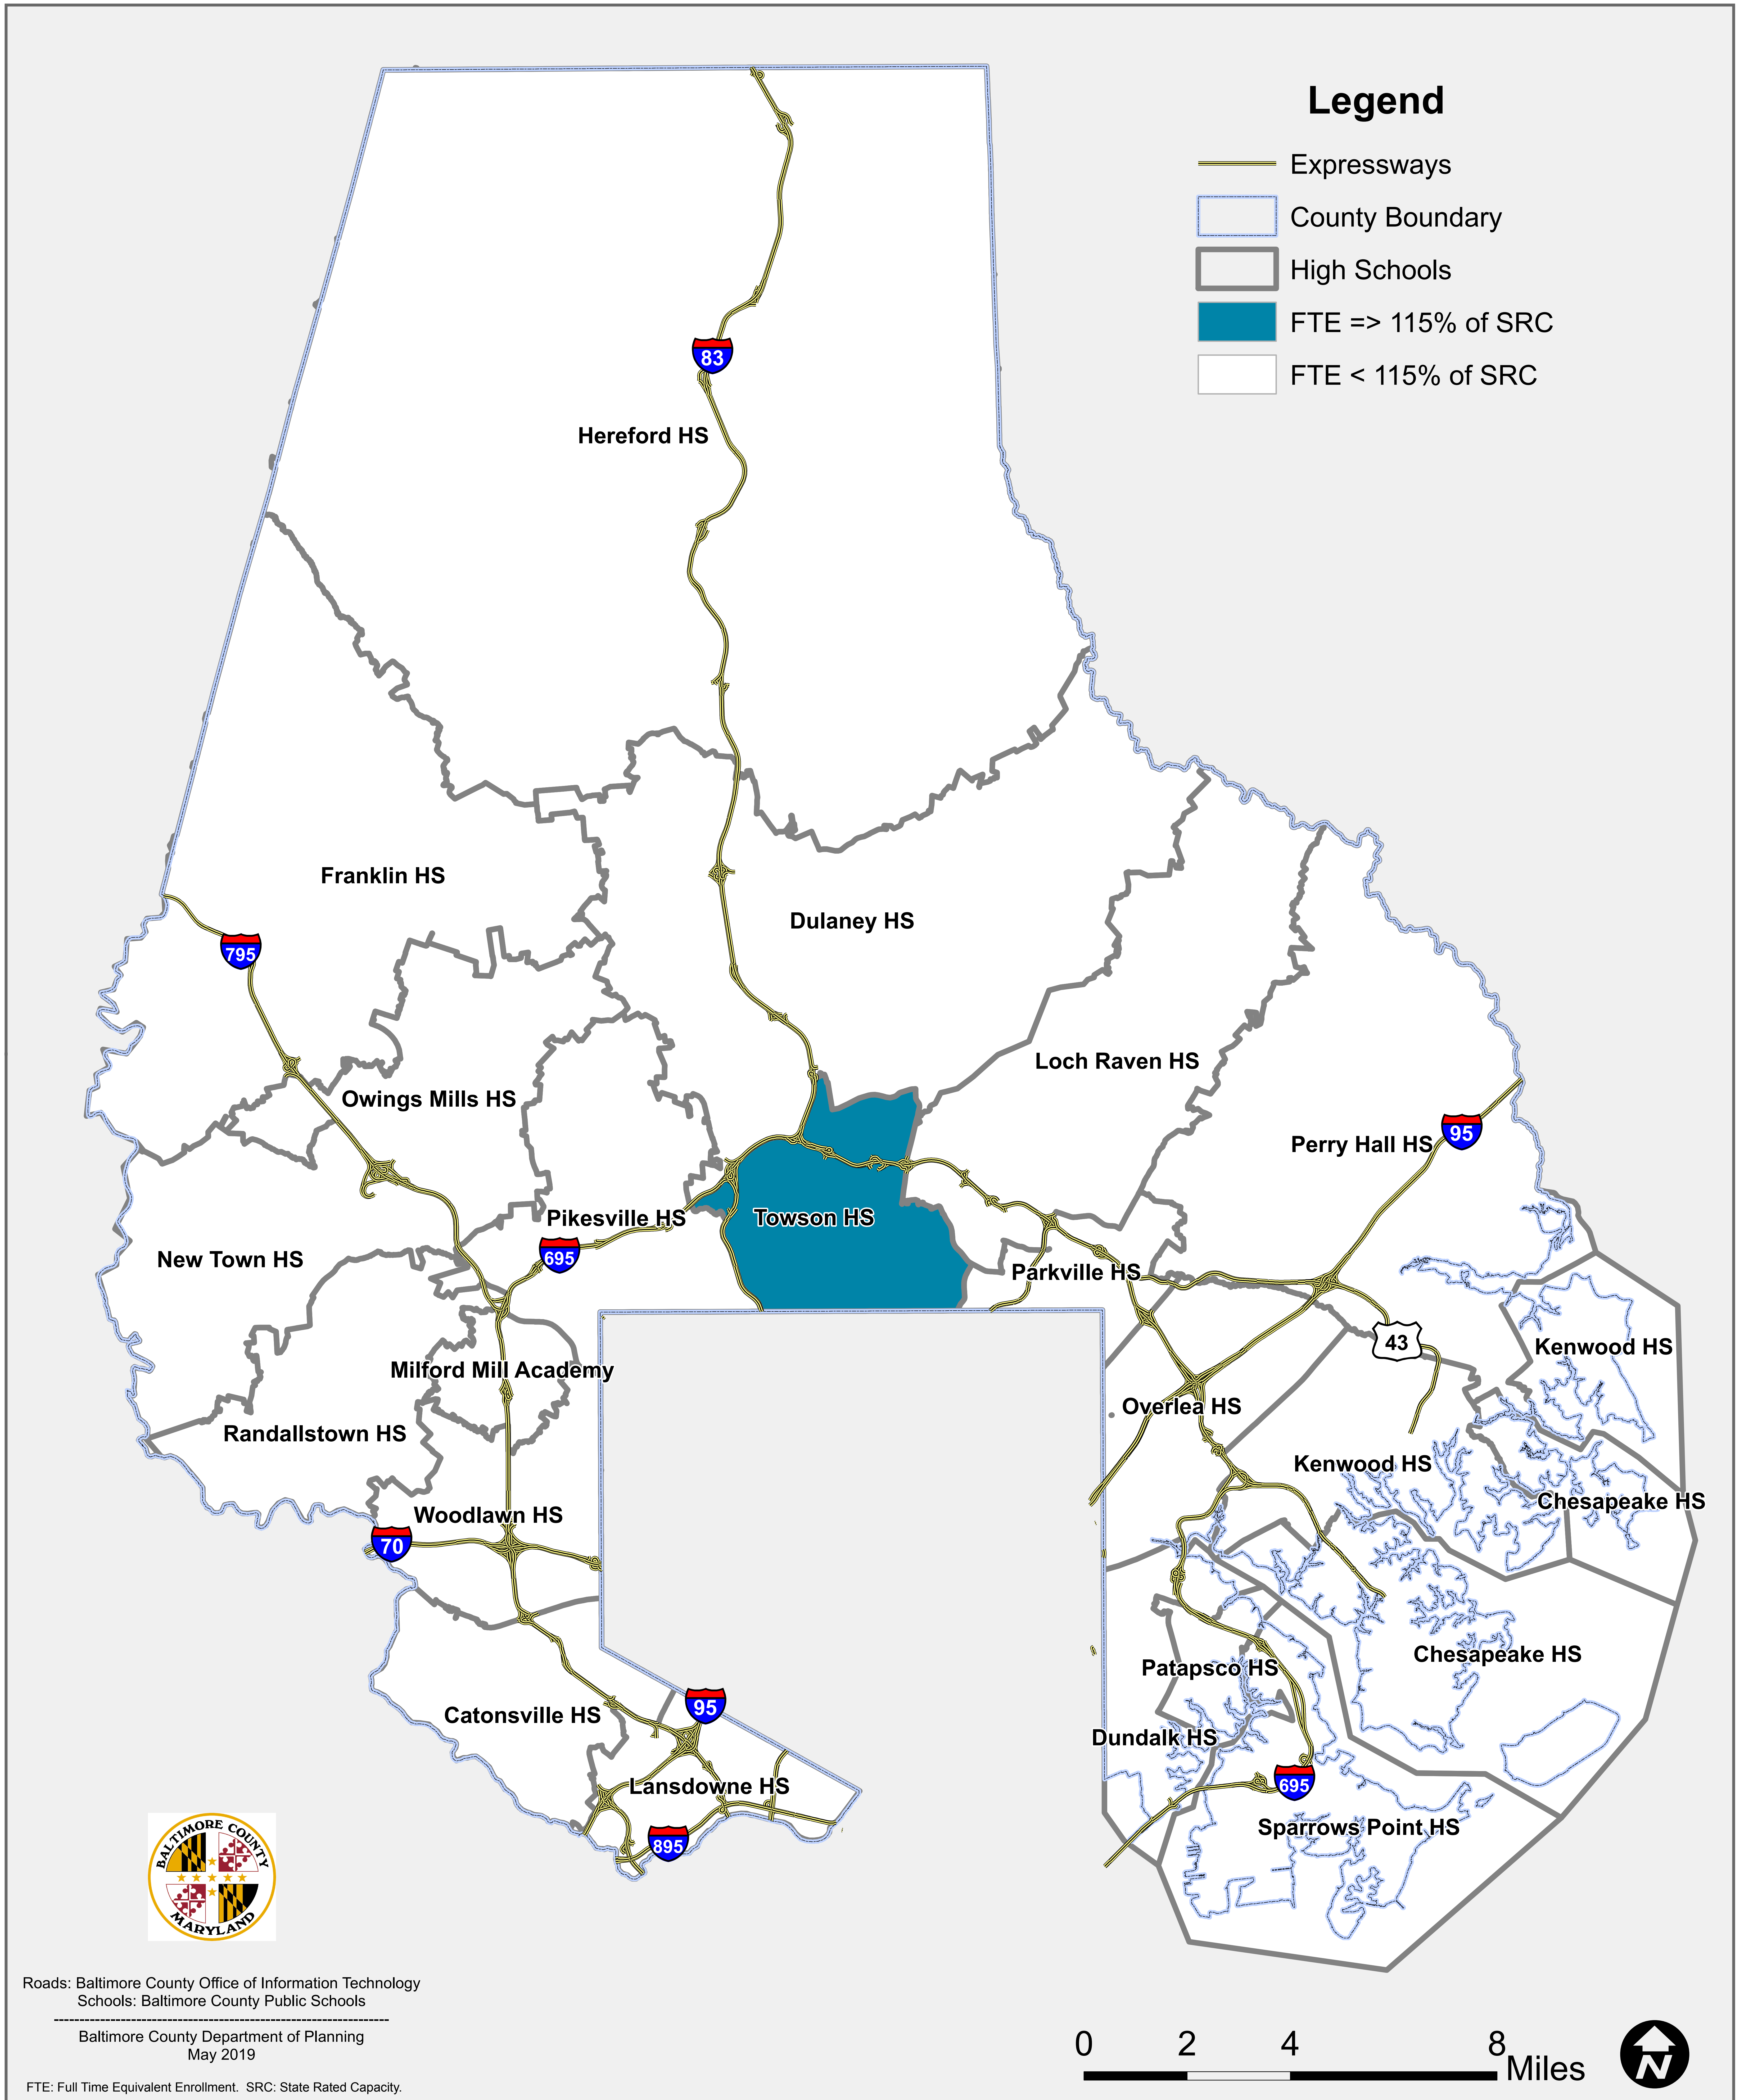 Legend
Expressways
County Boundary
High Schools
FTE => 115% of SRC
FTE < 115% of SRC
83
Hereford HS
Franklin HS
Dulaney HS
795
Loch Raven HS
Owings Mills HS
95
Perry Hall HS
Pikesville HS
Towson HS
695
New Town HS
Parkville HS
43
Kenwood HS
Milford Mill Academy
Overlea HS
Randallstown HS
Kenwood HS
Chesapeake HS
Woodlawn HS
70
Chesapeake HS
Patapsco HS
95
Catonsville HS
Dundalk HS
Lansdowne HS
695
Sparrows Point HS
895
BALTIMORE COUNTY
MARYLAND
Roads: Baltimore County Office of Information Technology
Schools: Baltimore County Public Schools
------------------------------------------------------------------
Baltimore County Department of Planning
May 2019
FTE: Full Time Equivalent Enrollment. SRC: State Rated Capacity.
0 2 4 8
Miles
N